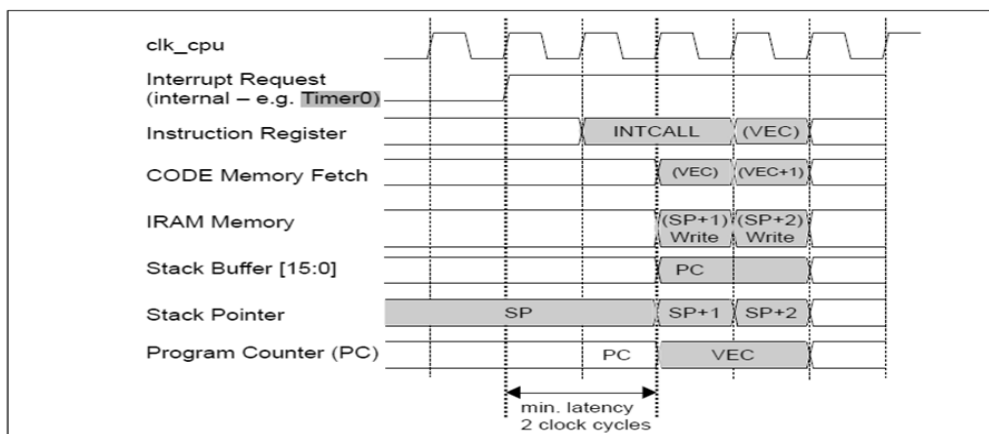 clk_cpu
Interrupt Request
(internal – e.g. Timer0)
Instruction Register
INTCALL
(VEC)
CODE Memory Fetch
(VEC)
(VEC+1)
IRAM Memory
(SP+1)
(SP+2)
Write
Write
Stack Buffer [15:0]
PC
Stack Pointer
SP
SP+1
SP+2
Program Counter (PC)
PC
VEC
min. latency
2 clock cycles